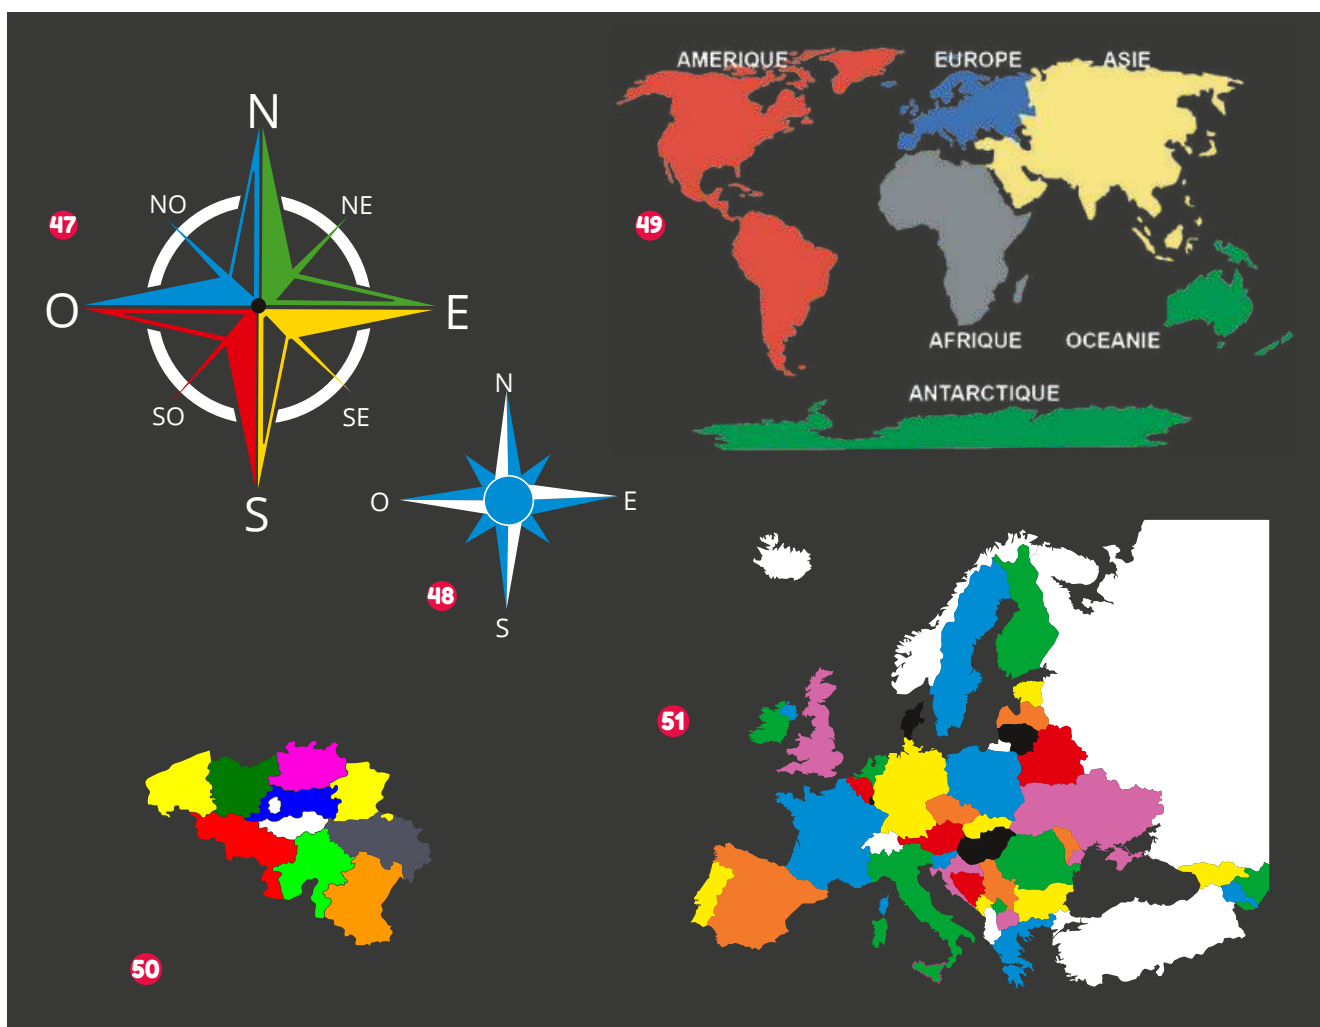 N
NO
NE
47
O
E
SO
SE
S
N
O
E
48
S
AMERIQUE
EUROPE
ASIE
49
AFRIQUE
OCEANIE
ANTARCTIQUE
50
51